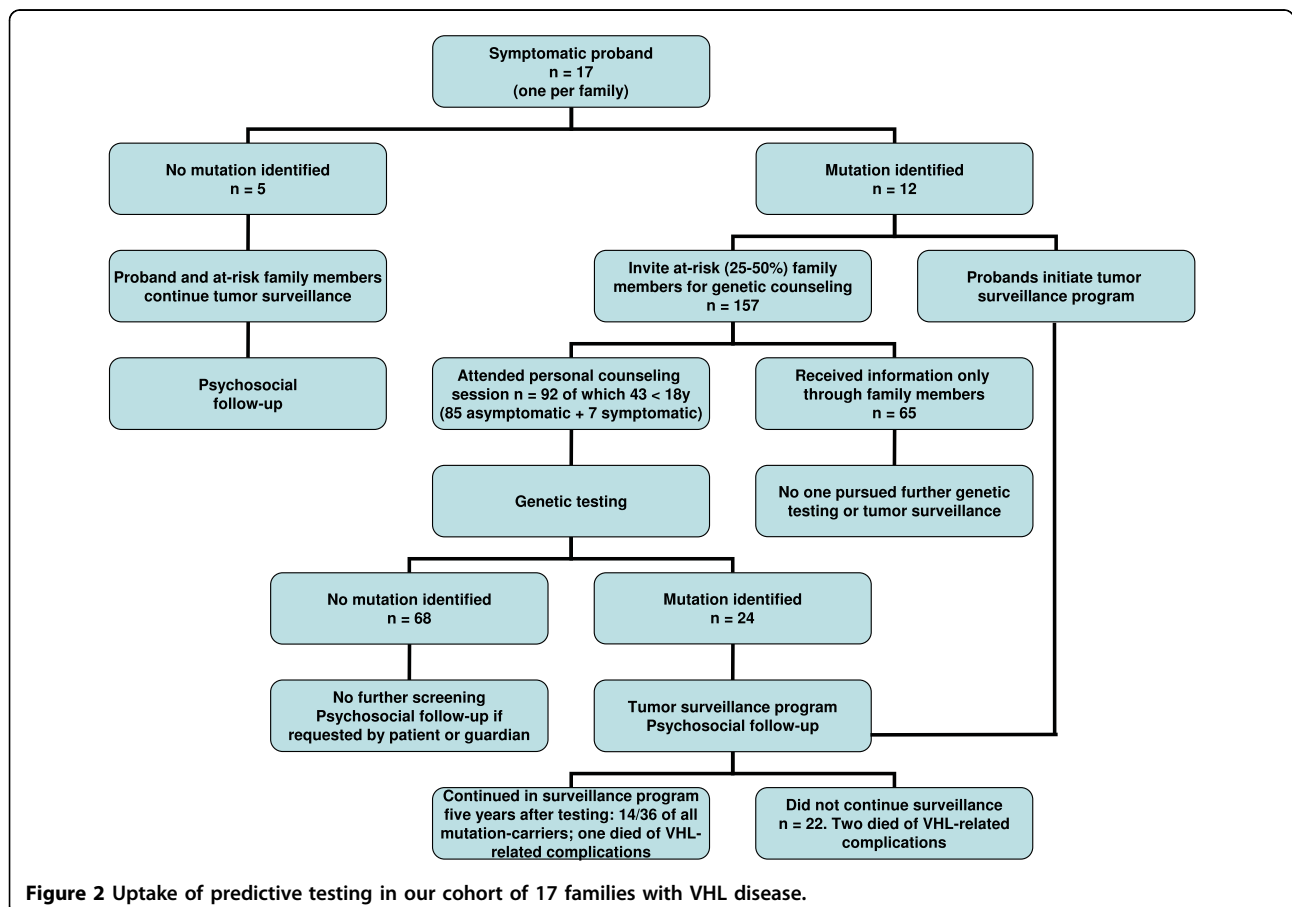 Symptomatic proband
n = 17
(one per family)
No mutation identified
n = 5
Mutation identified
n = 12
Proband and at-risk family members
continue tumor surveillance
Invite at-risk (25-50%) family
members for genetic counseling
n = 157
Probands initiate tumor
surveillance program
Psychosocial
follow-up
Attended personal counseling
session n = 92 of which 43 < 18y
(85 asymptomatic + 7 symptomatic)
Received information only
through family members
n = 65
Genetic testing
No one pursued further genetic
testing or tumor surveillance
No mutation identified
n = 68
Mutation identified
n = 24
No further screening
Psychosocial follow-up if
requested by patient or guardian
Tumor surveillance program
Psychosocial follow-up
Continued in surveillance program
five years after testing: 14/36 of all
mutation-carriers; one died of VHL-
related complications
Did not continue surveillance
n = 22. Two died of VHL-related
complications
Figure 2 Uptake of predictive testing in our cohort of 17 families with VHL disease.